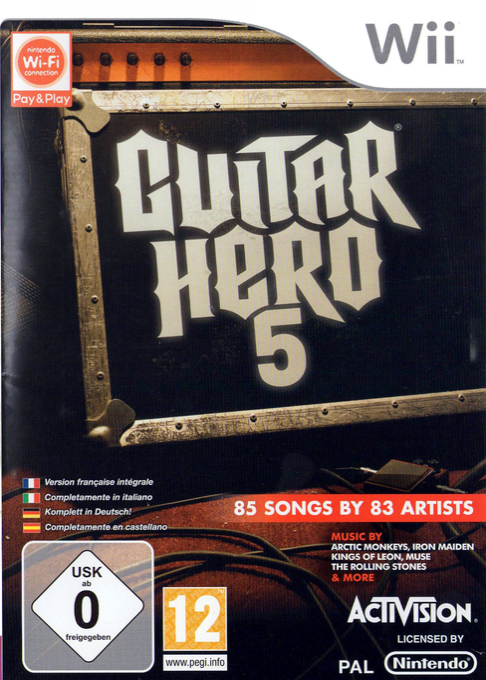 nintendo
Wi-Fi
connection
Pay & Play
Wii™
GUITAR®
HERO
5
Version française intégrale
Completamente in italiano
Komplett in Deutsch!
Completamente en castellano
85 SONGS BY 83 ARTISTS
MUSIC BY
ARCTIC MONKEYS, IRON MAIDEN
KINGS OF LEON, MUSE
THE ROLLING STONES
& MORE
USK
ab
0
freigegeben
12
www.pegi.info
ACTIVISION®
LICENSED BY
PAL
Nintendo®